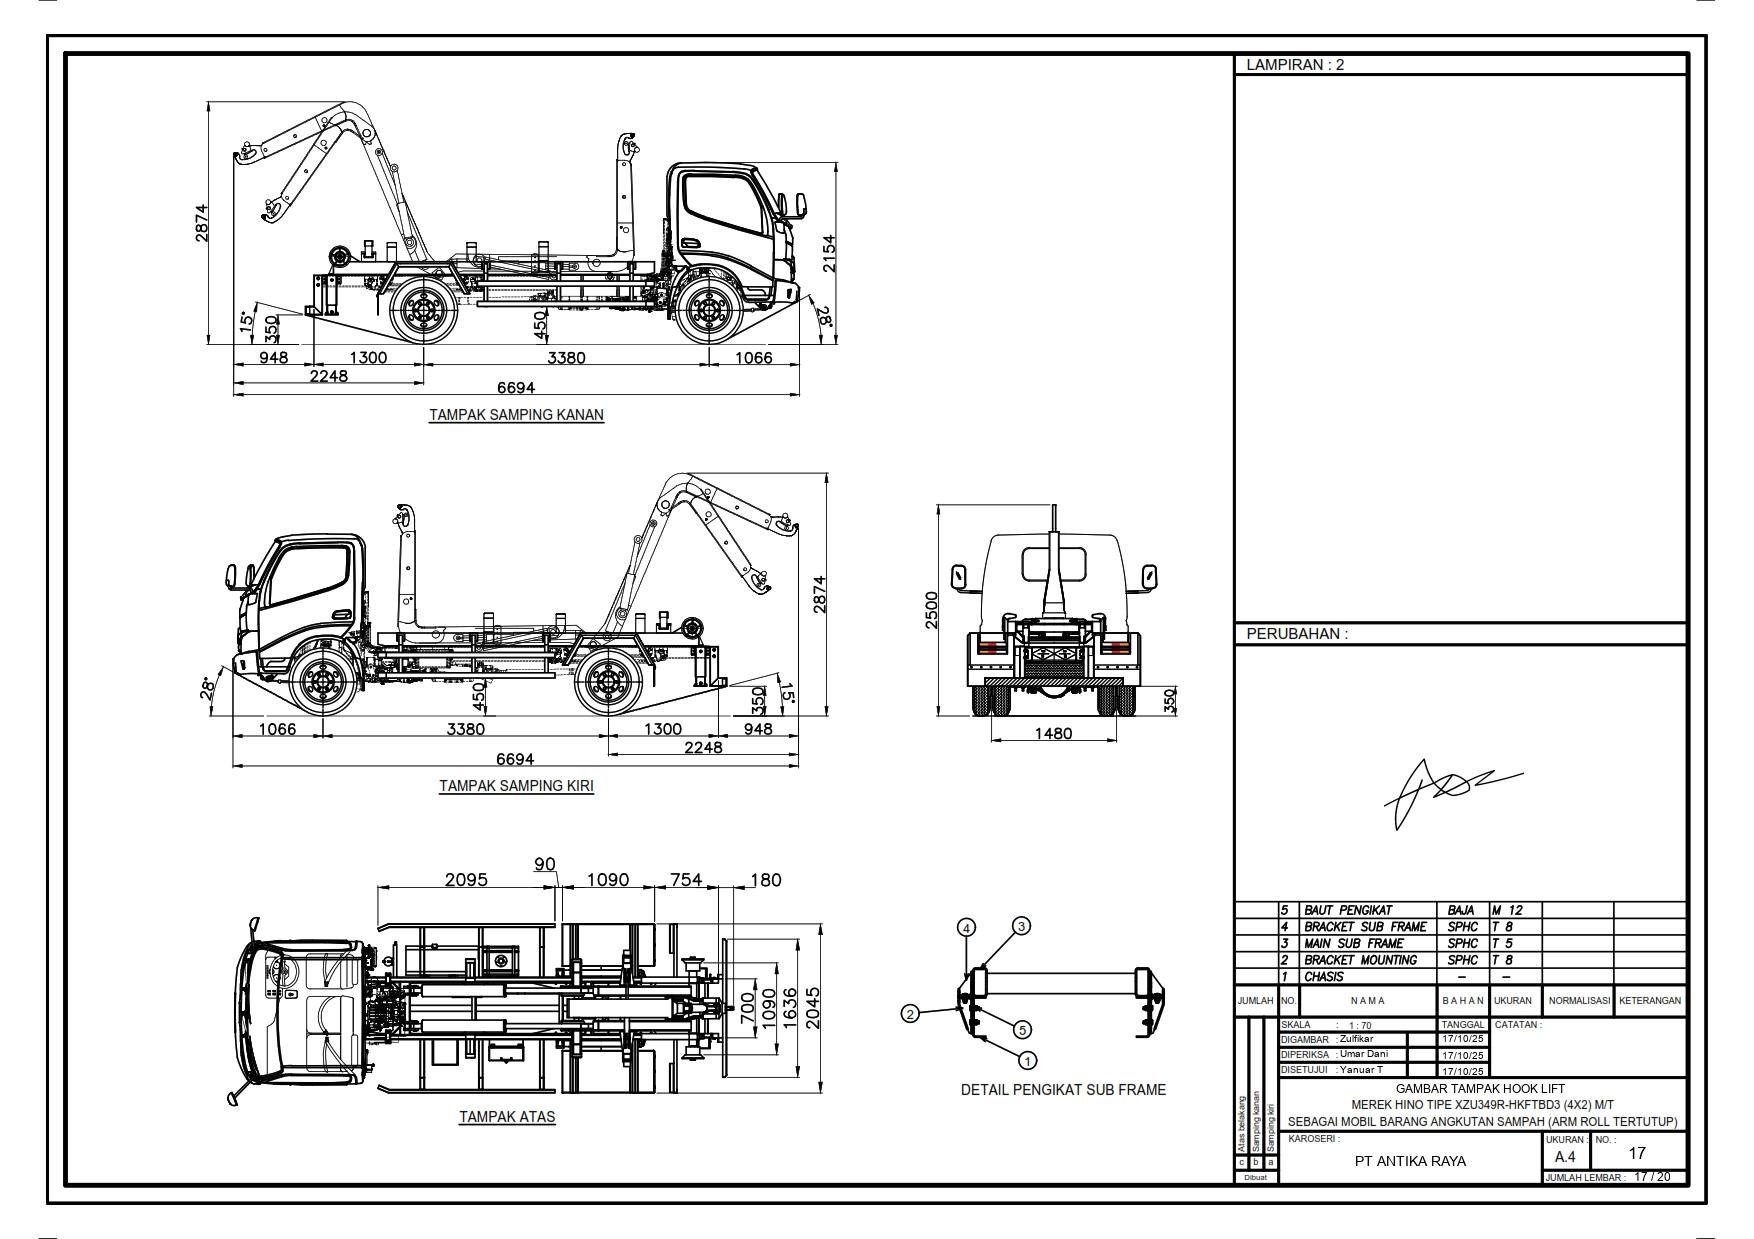 LAMPIRAN : 2
2874
2154
15°
350
450
28°
948
1300
3380
1066
2248
6694
TAMPAK SAMPING KANAN
2874
28°
450
350
15°
1066
3380
1300
948
2248
6694
TAMPAK SAMPING KIRI
2500
350
1480
PERUBAHAN :
90
2095
1090
754
180
700
1090
1636
2045
TAMPAK ATAS
4
3
2
5
1
DETAIL PENGIKAT SUB FRAME
5 BAUT PENGIKAT BAJA M 12
4 BRACKET SUB FRAME SPHC T 8
3 MAIN SUB FRAME SPHC T 5
2 BRACKET MOUNTING SPHC T 8
1 CHASIS – –
JUMLAH NO. N A M A B A H A N UKURAN NORMALISASI KETERANGAN
SKALA : 1 : 70 TANGGAL CATATAN :
DIGAMBAR : Zulfikar 17/10/25
DIPERIKSA : Umar Dani 17/10/25
DISETUJUI : Yanuar T 17/10/25
GAMBAR TAMPAK HOOK LIFT
MEREK HINO TIPE XZU349R-HKFTBD3 (4X2) M/T
SEBAGAI MOBIL BARANG ANGKUTAN SAMPAH (ARM ROLL TERTUTUP)
Atas belakang
Samping kanan
Samping kiri
c b a
Dibuat
KAROSERI :
PT ANTIKA RAYA
UKURAN : NO. :
A.4 17
JUMLAH LEMBAR : 17 / 20